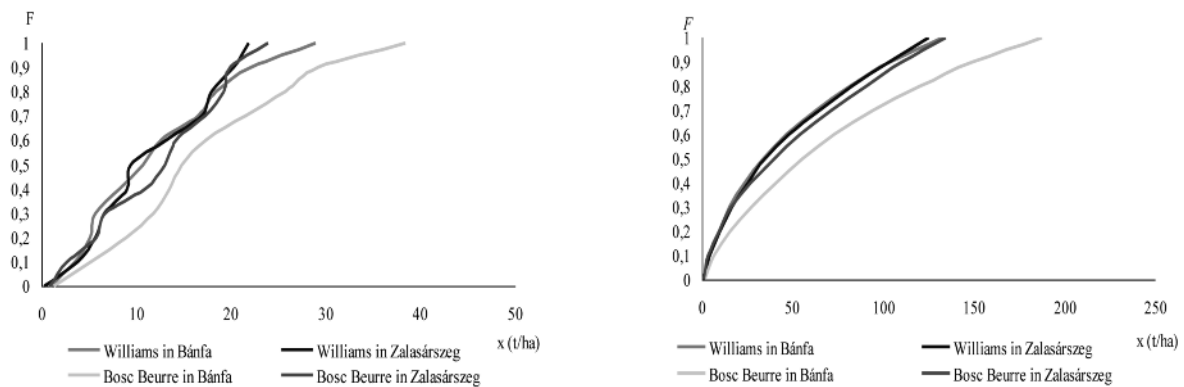 F
1
0,9
0,8
0,7
0,6
0,5
0,4
0,3
0,2
0,1
0
0 10 20 30 40 50
x (t/ha)
Williams in Bánfa Williams in Zalasárszeg
Bosc Beurre in Bánfa Bosc Beurre in Zalasárszeg
F
1
0,9
0,8
0,7
0,6
0,5
0,4
0,3
0,2
0,1
0
0 50 100 150 200 250
x (t/ha)
Williams in Bánfa Williams in Zalasárszeg
Bosc Beurre in Bánfa Bosc Beurre in Zalasárszeg